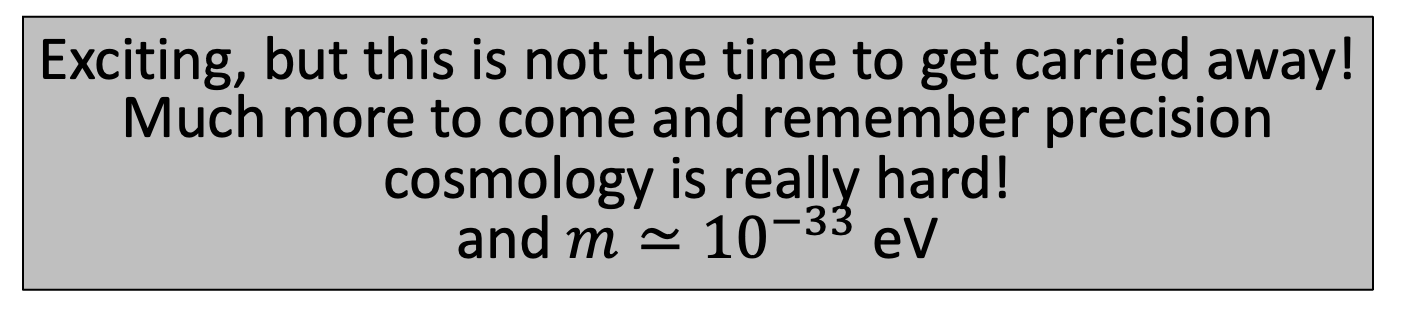 Exciting, but this is not the time to get carried away!
Much more to come and remember precision
cosmology is really hard!
and m ≃ 10⁻³³ eV